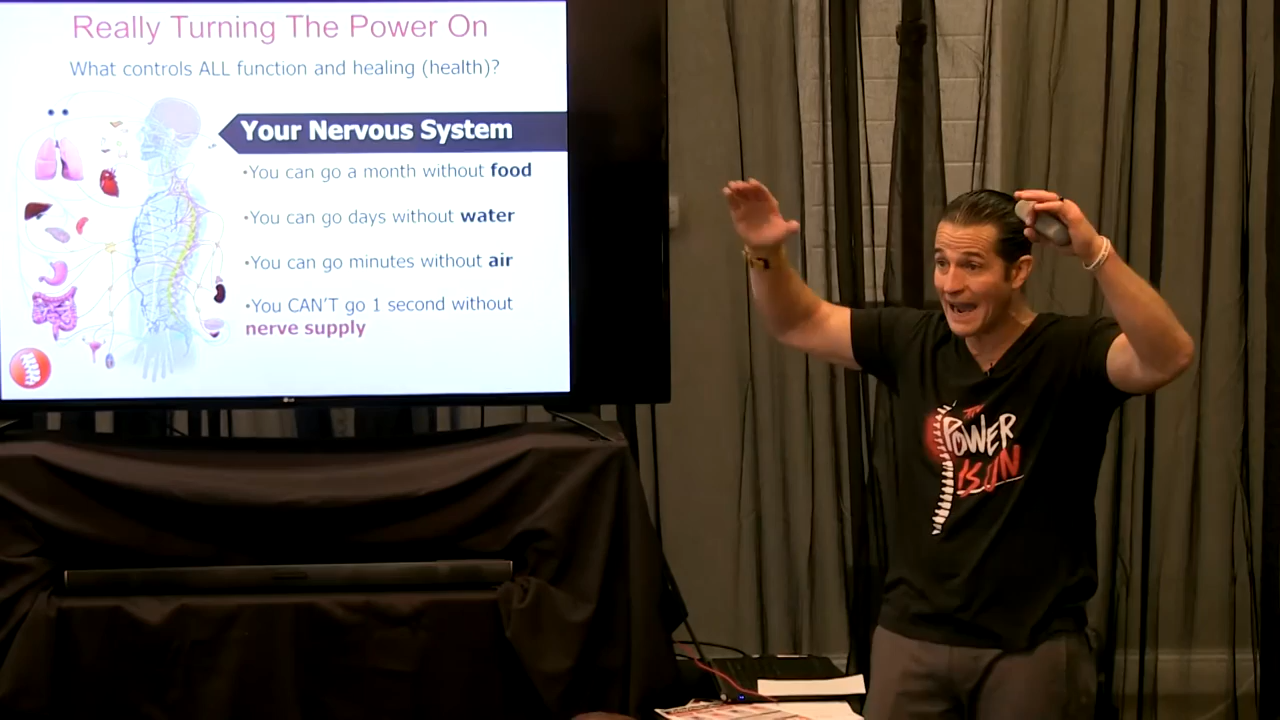 Really Turning The Power On
What controls ALL function and healing (health)?
Your Nervous System
•You can go a month without food
•You can go days without water
•You can go minutes without air
•You CAN'T go 1 second without
nerve supply
LG
THE
POWER
IS ON